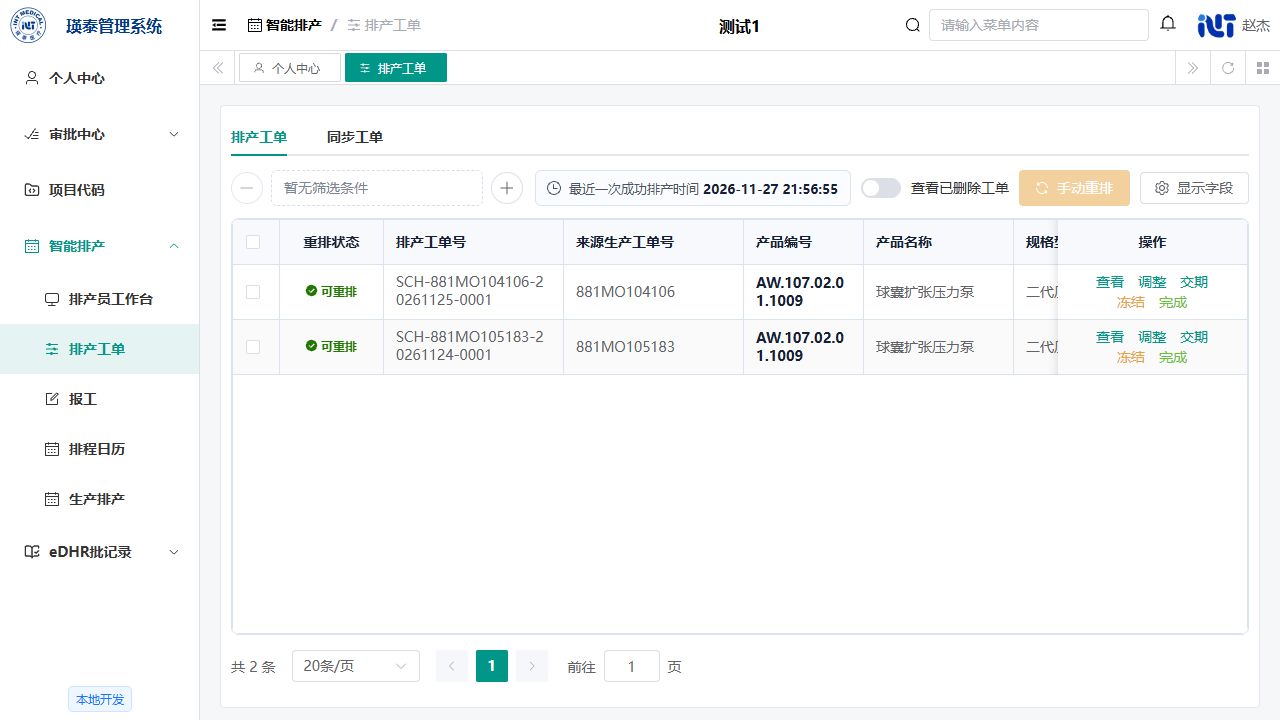 瑛泰管理系统
智能排产 / 排产工单
测试1
请输入菜单内容
赵杰
个人中心
排产工单
个人中心
审批中心
项目代码
智能排产
排产员工作台
排产工单
报工
排程日历
生产排产
eDHR批记录
本地开发
排产工单
同步工单
暂无筛选条件
最近一次成功排产时间 2026-11-27 21:56:55
查看已删除工单
手动重排
显示字段
重排状态 排产工单号 来源生产工单号 产品编号 产品名称 规格 操作
可重排
SCH-881MO104106-2
0261125-0001
881MO104106
AW.107.02.0
1.1009
球囊扩张压力泵
二代
查看 调整 交期
冻结 完成
可重排
SCH-881MO105183-2
0261124-0001
881MO105183
AW.107.02.0
1.1009
球囊扩张压力泵
二代
查看 调整 交期
冻结 完成
共 2 条
20条/页
1
前往 1 页